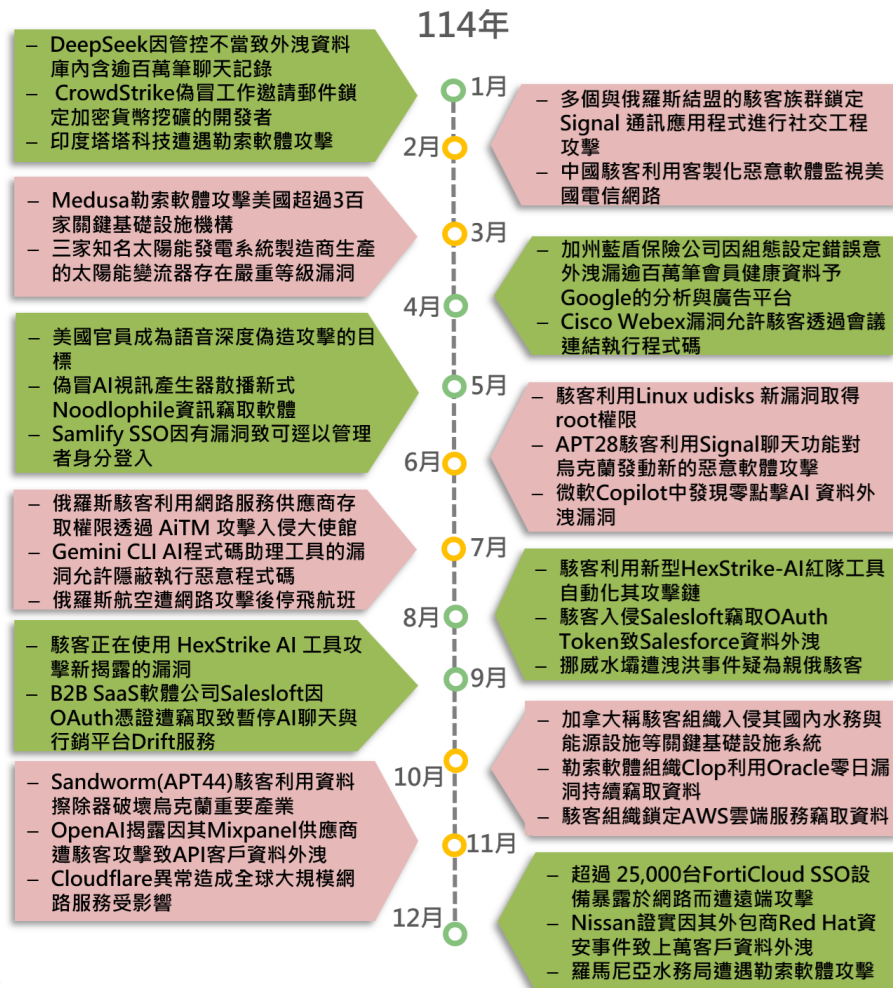 114年
1月
– DeepSeek因管控不當致外洩資料
庫內含逾百萬筆聊天記錄
– CrowdStrike偽冒工作邀請郵件鎖
定加密貨幣挖礦的開發者
– 印度塔塔科技遭遇勒索軟體攻擊
2月
– 多個與俄羅斯結盟的駭客族群鎖定
Signal 通訊應用程式進行社交工程
攻擊
– 中國駭客利用客製化惡意軟體監視美
國電信網路
3月
– Medusa勒索軟體攻擊美國超過3百
家關鍵基礎設施機構
– 三家知名太陽能發電系統製造商生產
的太陽能變流器存在嚴重等級漏洞
4月
– 加州藍盾保險公司因組態設定錯誤意
外洩漏逾百萬筆會員健康資料予
Google的分析與廣告平台
– Cisco Webex漏洞允許駭客透過會議
連結執行程式碼
5月
– 美國官員成為語音深度偽造攻擊的目
標
– 偽冒AI視訊產生器散播新式
Noodlophile資訊竊取軟體
– Samlify SSO因有漏洞致可逕以管理
者身分登入
6月
– 駭客利用Linux udisks 新漏洞取得
root權限
– APT28駭客利用Signal聊天功能對
烏克蘭發動新的惡意軟體攻擊
– 微軟Copilot中發現零點擊AI 資料外
洩漏洞
7月
– 俄羅斯駭客利用網路服務供應商存
取權限透過 AiTM 攻擊入侵大使館
– Gemini CLI AI程式碼助理工具的漏
洞允許隱蔽執行惡意程式碼
– 俄羅斯航空遭網路攻擊後停飛航班
8月
– 駭客利用新型HexStrike-AI紅隊工具
自動化其攻擊鏈
– 駭客入侵Salesloft竊取OAuth
Token致Salesforce資料外洩
– 挪威水壩遭洩洪事件疑為親俄駭客
9月
– 駭客正在使用 HexStrike AI 工具攻
擊新揭露的漏洞
– B2B SaaS軟體公司Salesloft因
OAuth憑證遭竊取致暫停AI聊天與
行銷平台Drift服務
10月
– 加拿大稱駭客組織入侵其國內水務與
能源設施等關鍵基礎設施系統
– 勒索軟體組織Clop利用Oracle零日漏
洞持續竊取資料
– 駭客組織鎖定AWS雲端服務竊取資料
11月
– Sandworm(APT44)駭客利用資料
擦除器破壞烏克蘭重要產業
– OpenAI揭露因其Mixpanel供應商
遭駭客攻擊致API客戶資料外洩
– Cloudflare異常造成全球大規模網
路服務受影響
12月
– 超過 25,000台FortiCloud SSO設
備暴露於網路而遭遠端攻擊
– Nissan證實因其外包商Red Hat資
安事件致上萬客戶資料外洩
– 羅馬尼亞水務局遭遇勒索軟體攻擊